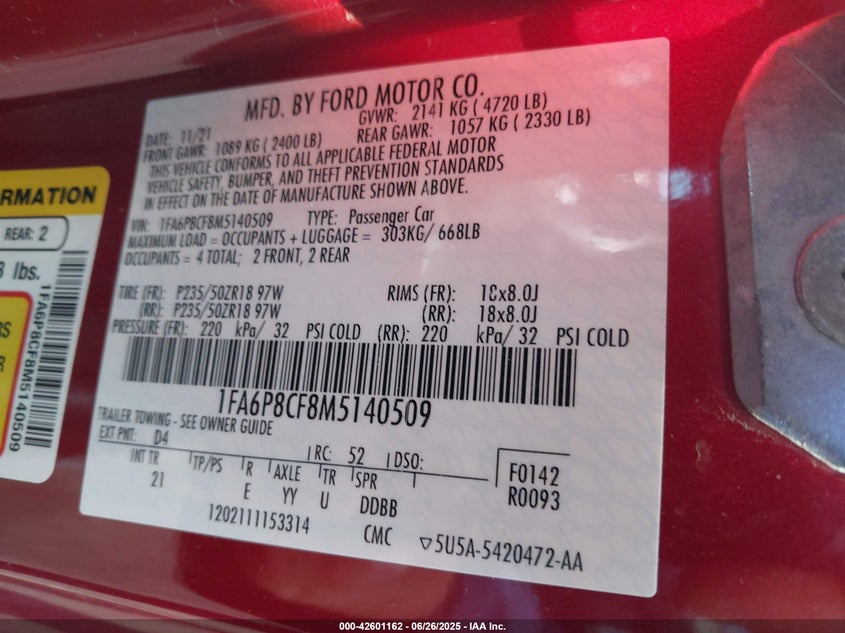 MFD. BY FORD MOTOR CO.
DATE: 11/21 GVWR: 2141 KG ( 4720 LB)
FRONT GAWR: 1089 KG ( 2400 LB) REAR GAWR: 1057 KG ( 2330 LB)
THIS VEHICLE CONFORMS TO ALL APPLICABLE FEDERAL MOTOR
VEHICLE SAFETY, BUMPER, AND THEFT PREVENTION STANDARDS
IN EFFECT ON THE DATE OF MANUFACTURE SHOWN ABOVE.
VIN: 1FA6P8CF8M5140509 TYPE: Passenger Car
MAXIMUM LOAD = OCCUPANTS + LUGGAGE = 303KG/ 668LB
OCCUPANTS = 4 TOTAL; 2 FRONT, 2 REAR
TIRE (FR): P235/50ZR18 97W RIMS (FR): 18x8.0J
(RR): P235/50ZR18 97W (RR): 18x8.0J
PRESSURE (FR): 220 kPa/ 32 PSI COLD (RR): 220 kPa/ 32 PSI COLD
1FA6P8CF8M5140509
TRAILER TOWING - SEE OWNER GUIDE
EXT PNT: D4 RC: 52 DSO:
INT TR TP/PS R AXLE TR SPR F0142
21 E YY U DDBB R0093
1202111153314 CMC ▽5U5A-5420472-AA
ORMATION
REAR: 2
lbs.
RS
R
1FA6P8CF8M5140509
000-42601162 - 06/26/2025 - IAA Inc.